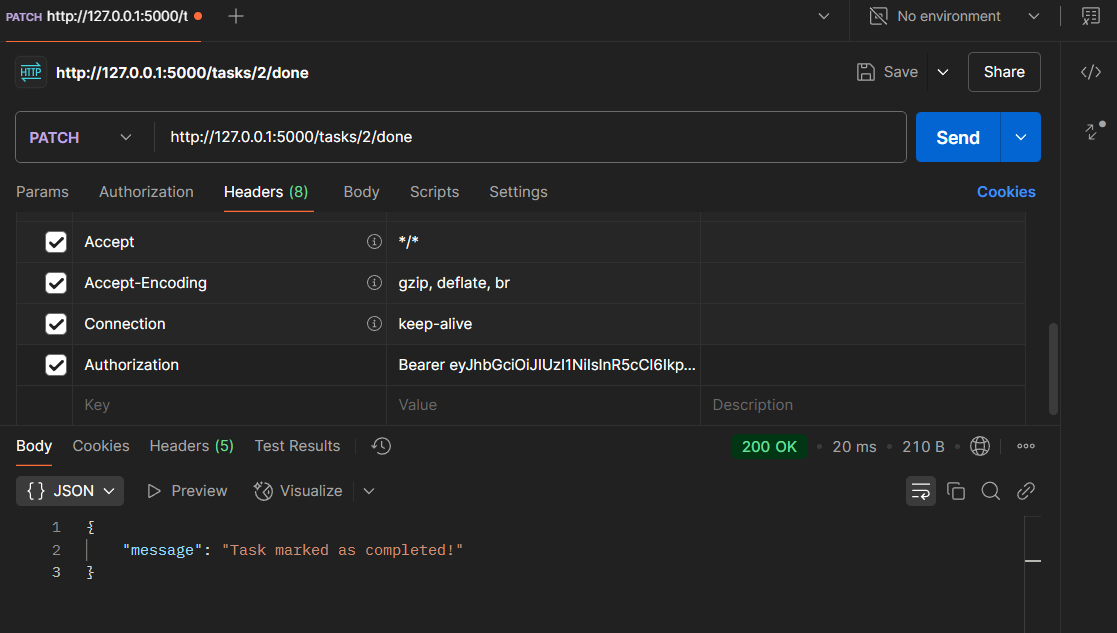 PATCH http://127.0.0.1:5000/t
No environment
HTTP http://127.0.0.1:5000/tasks/2/done
Save
Share
PATCH http://127.0.0.1:5000/tasks/2/done
Send
Params Authorization Headers (8) Body Scripts Settings Cookies
Accept */*
Accept-Encoding gzip, deflate, br
Connection keep-alive
Authorization Bearer eyJhbGciOiJIUzI1NiIsInR5cCI6Ikp...
Key Value Description
Body Cookies Headers (5) Test Results 200 OK • 20 ms • 210 B •
{} JSON Preview Visualize
1 {
2 "message": "Task marked as completed!"
3 }